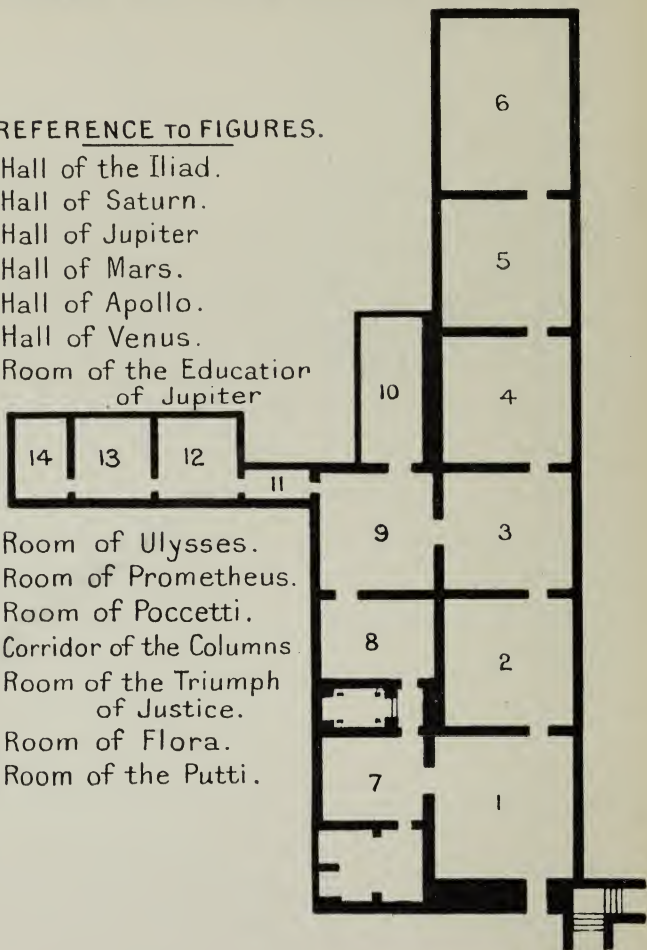 REFERENCE TO FIGURES.
Hall of the Iliad.
Hall of Saturn.
Hall of Jupiter
Hall of Mars.
Hall of Apollo.
Hall of Venus.
Room of the Education
of Jupiter
Room of Ulysses.
Room of Prometheus.
Room of Poccetti.
Corridor of the Columns
Room of the Triumph
of Justice.
Room of Flora.
Room of the Putti.
6
5
4
10
14 13 12
11
9 3
8
2
7
1